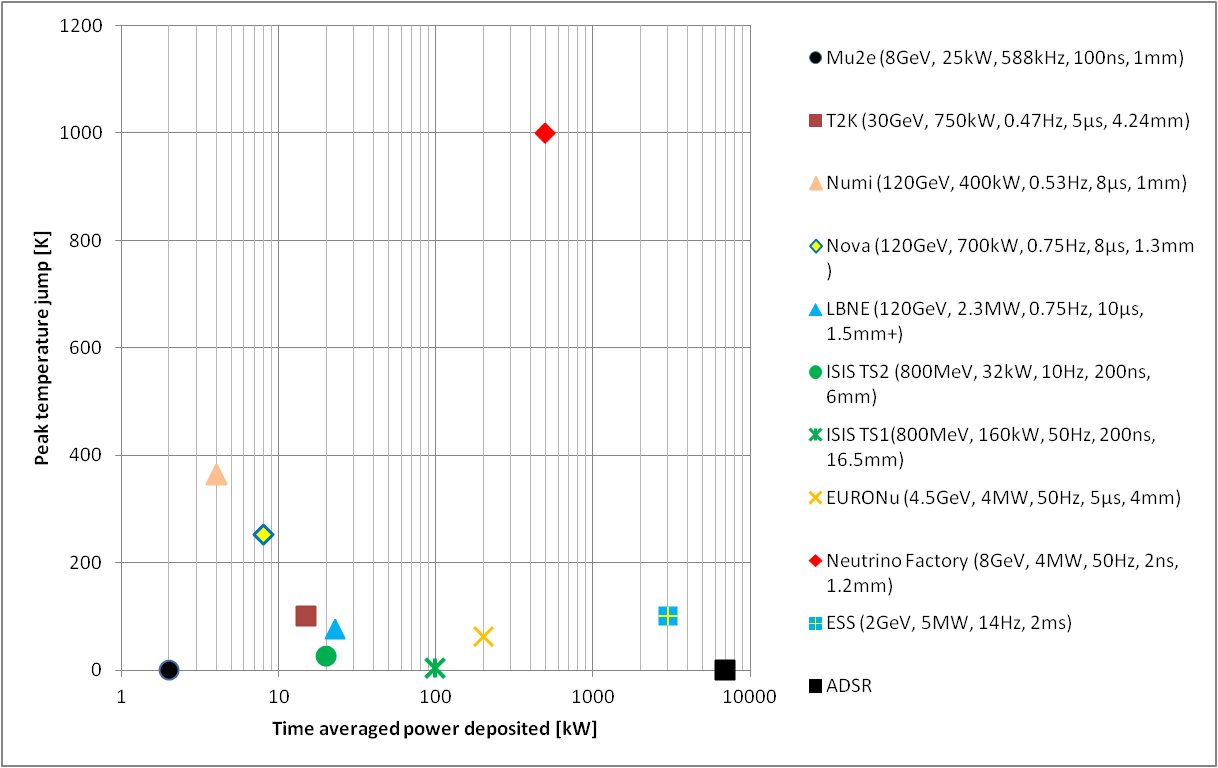 1200
1000
800
600
400
200
0
1
10
100
1000
10000
Peak temperature jump [K]
Time averaged power deposited [kW]
Mu2e (8GeV, 25kW, 588kHz, 100ns, 1mm)
T2K (30GeV, 750kW, 0.47Hz, 5µs, 4.24mm)
Numi (120GeV, 400kW, 0.53Hz, 8µs, 1mm)
Nova (120GeV, 700kW, 0.75Hz, 8µs, 1.3mm
)
LBNE (120GeV, 2.3MW, 0.75Hz, 10µs,
1.5mm+)
ISIS TS2 (800MeV, 32kW, 10Hz, 200ns,
6mm)
ISIS TS1(800MeV, 160kW, 50Hz, 200ns,
16.5mm)
EURONu (4.5GeV, 4MW, 50Hz, 5µs, 4mm)
Neutrino Factory (8GeV, 4MW, 50Hz, 2ns,
1.2mm)
ESS (2GeV, 5MW, 14Hz, 2ms)
ADSR